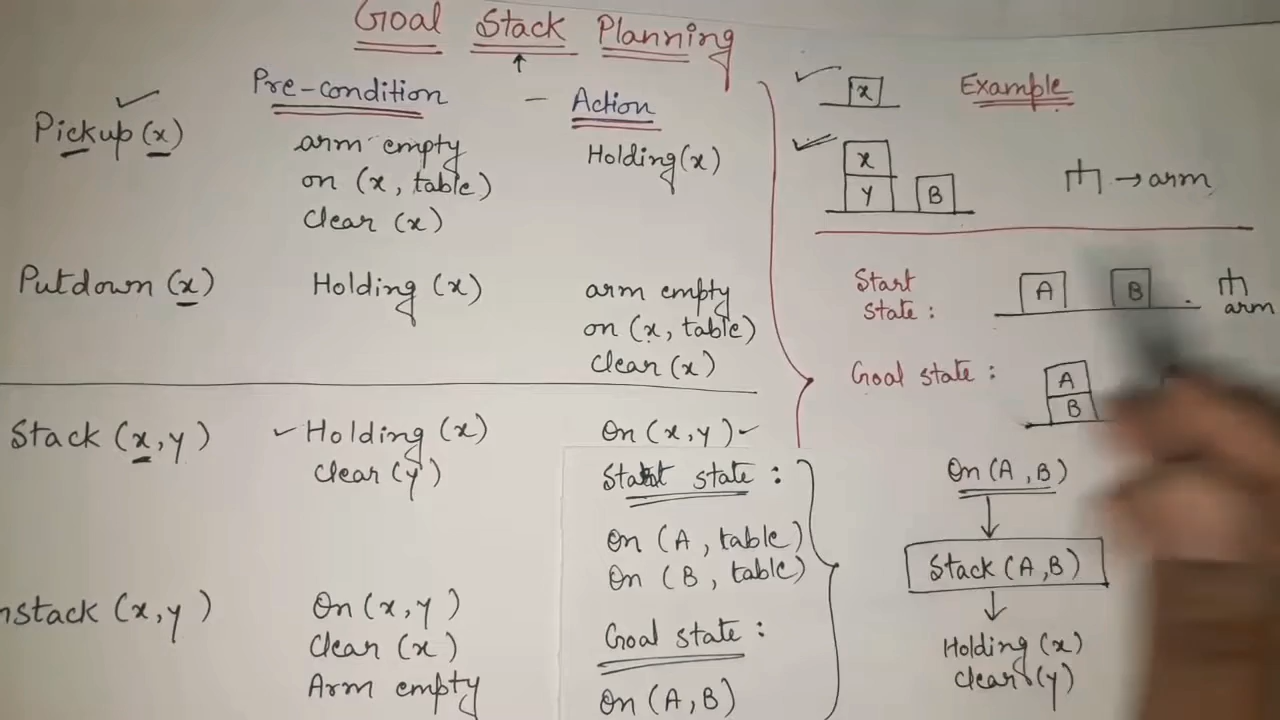 Goal Stack Planning
Pre-condition - Action
Pickup (x)
arm empty
on (x, table)
Clear (x)
Holding (x)
Putdown (x)
Holding (x)
arm empty
on (x, table)
Clear (x)
Stack (x,y)
Holding (x)
Clear (y)
On (x,y)
nstack (x,y)
On (x,y)
Clear (x)
Arm empty
Start state :
On (A, table)
On (B, table)
Goal state :
On (A,B)
x
Example
x
y
B
→ arm
Start
state :
A
B
arm
Goal state :
A
B
On (A,B)
Stack (A,B)
Holding (x)
Clear (y)